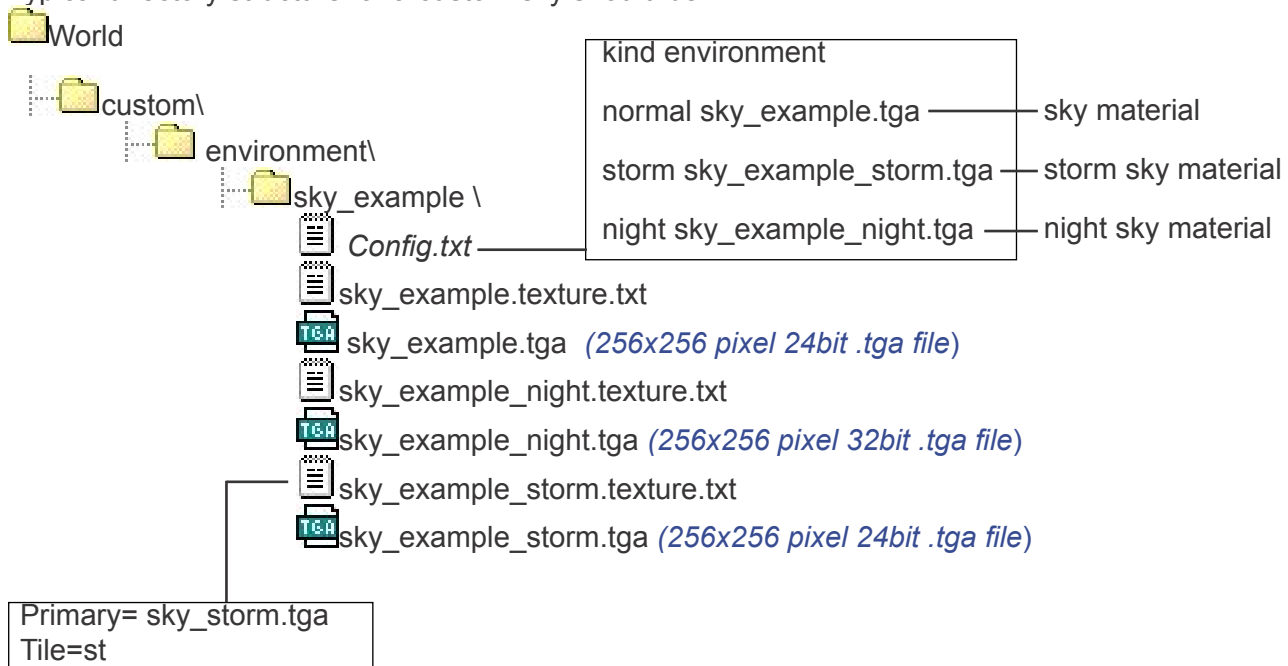 World
custom\
environment\
sky_example \
Config.txt
kind environment
normal sky_example.tga
sky material
storm sky_example_storm.tga
storm sky material
night sky_example_night.tga
night sky material
sky_example.texture.txt
TGA
sky_example.tga (256x256 pixel 24bit .tga file)
sky_example_night.texture.txt
TGA
sky_example_night.tga (256x256 pixel 32bit .tga file)
sky_example_storm.texture.txt
TGA
sky_example_storm.tga (256x256 pixel 24bit .tga file)
Primary= sky_storm.tga
Tile=st